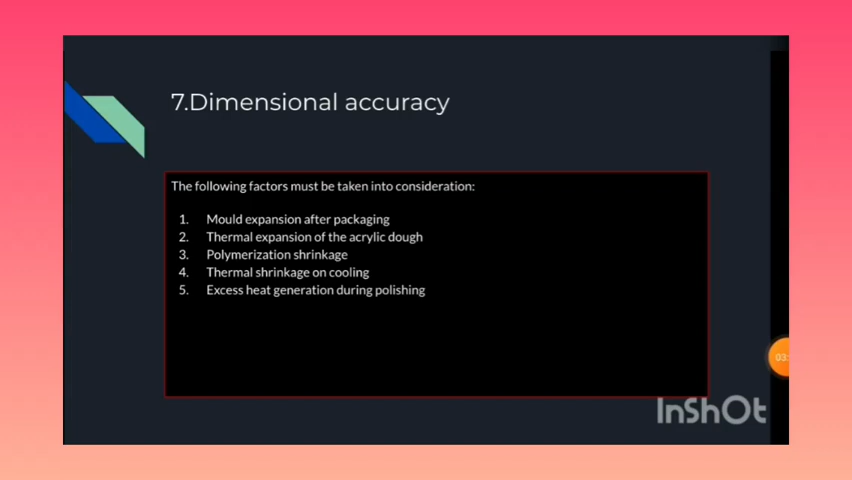 7.Dimensional accuracy
The following factors must be taken into consideration:
1. Mould expansion after packaging
2. Thermal expansion of the acrylic dough
3. Polymerization shrinkage
4. Thermal shrinkage on cooling
5. Excess heat generation during polishing
03:
InShOt